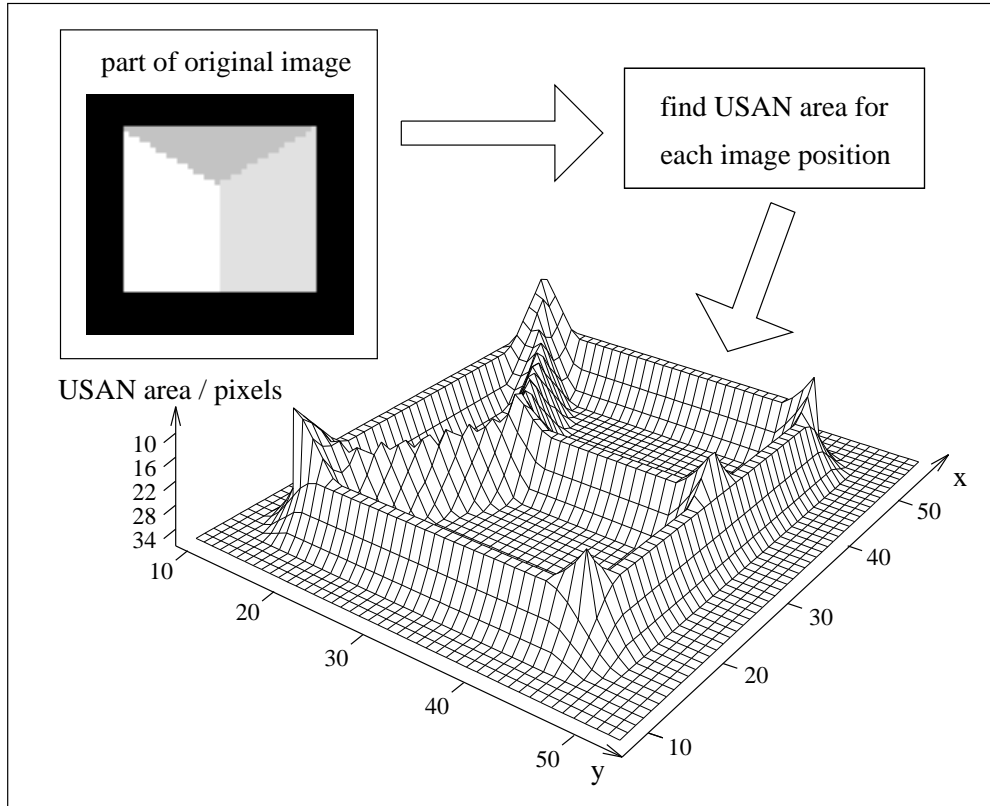 part of original image
find USAN area for
each image position
USAN area / pixels
10
16
22
28
34
10
20
30
40
50
y
10
20
30
40
50
x